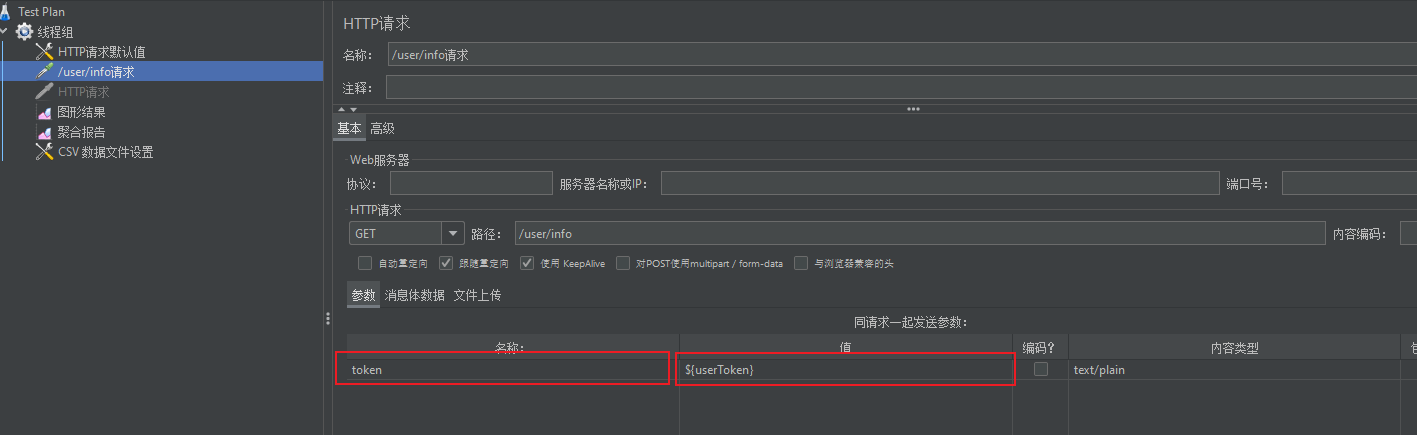 Test Plan
线程组
HTTP请求默认值
/user/info请求
HTTP请求
图形结果
聚合报告
CSV 数据文件设置
HTTP请求
名称： /user/info请求
注释：
基本 高级
Web服务器
协议： 服务器名称或IP： 端口号：
HTTP请求
GET 路径： /user/info 内容编码：
自动重定向 跟随重定向 使用 KeepAlive 对POST使用multipart / form-data 与浏览器兼容的头
参数 消息体数据 文件上传
同请求一起发送参数：
名称： 值 编码？ 内容类型
token ${userToken} text/plain